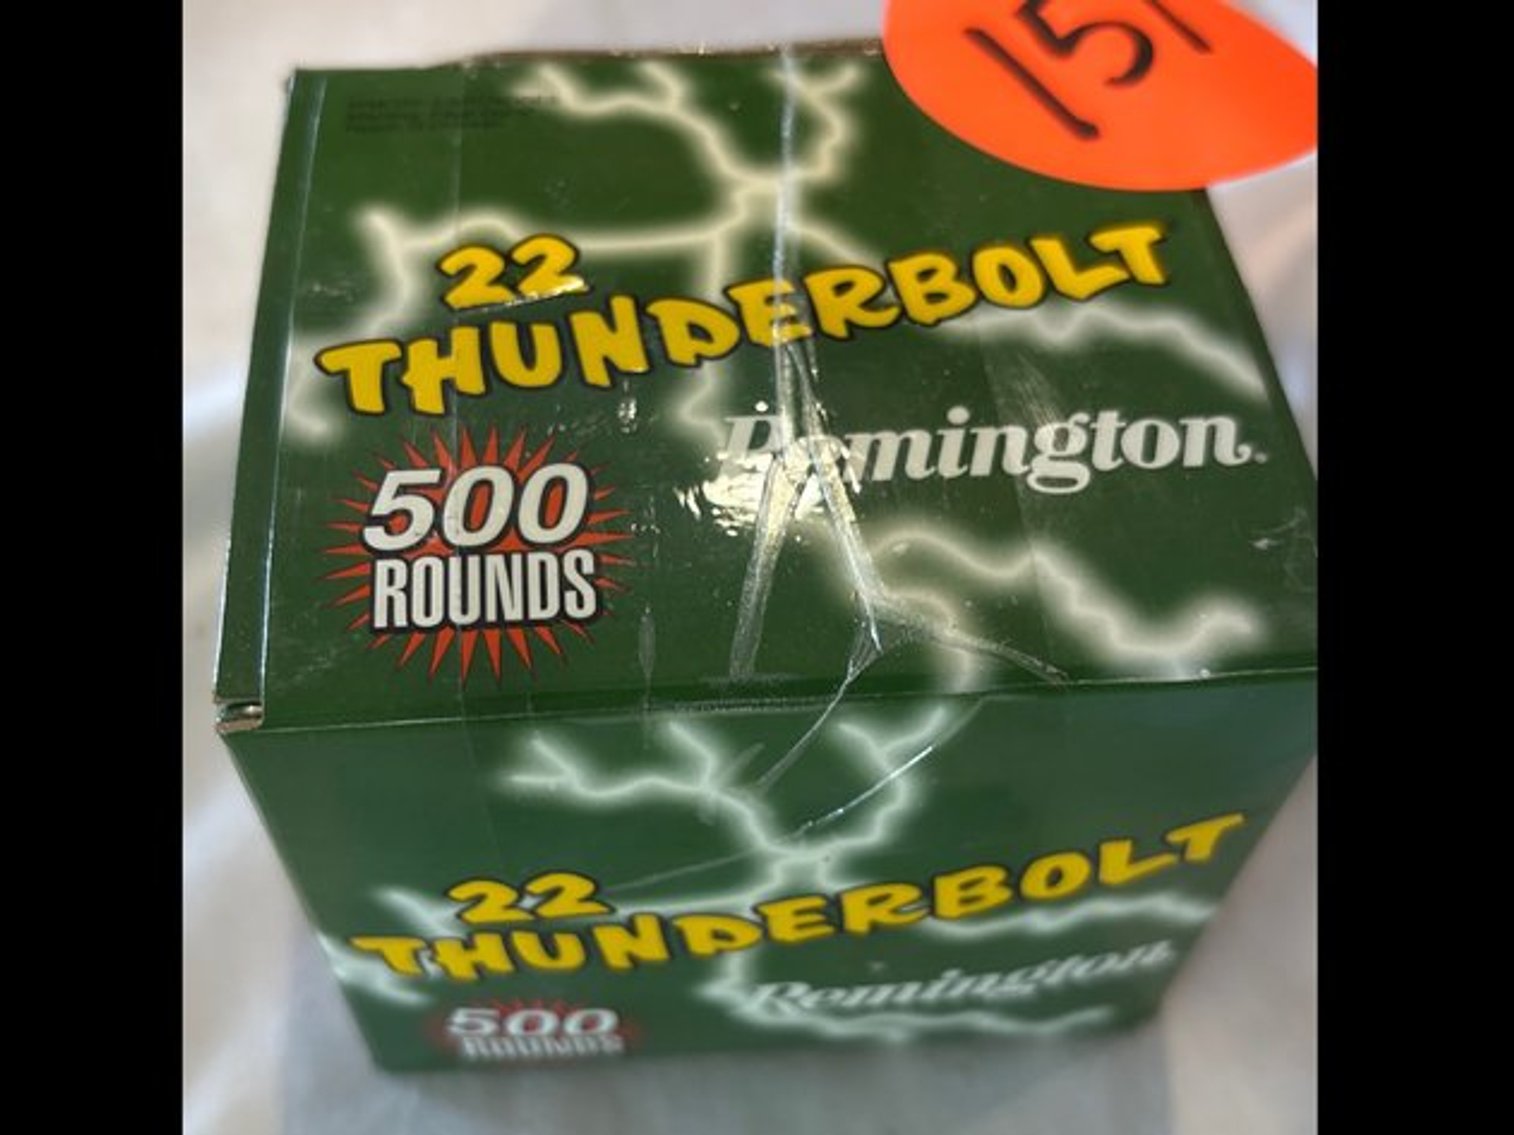 151
22
THUNDERBOLT
Remington.
500
ROUNDS
22
THUNDERBOLT
Remington.
500
ROUNDS